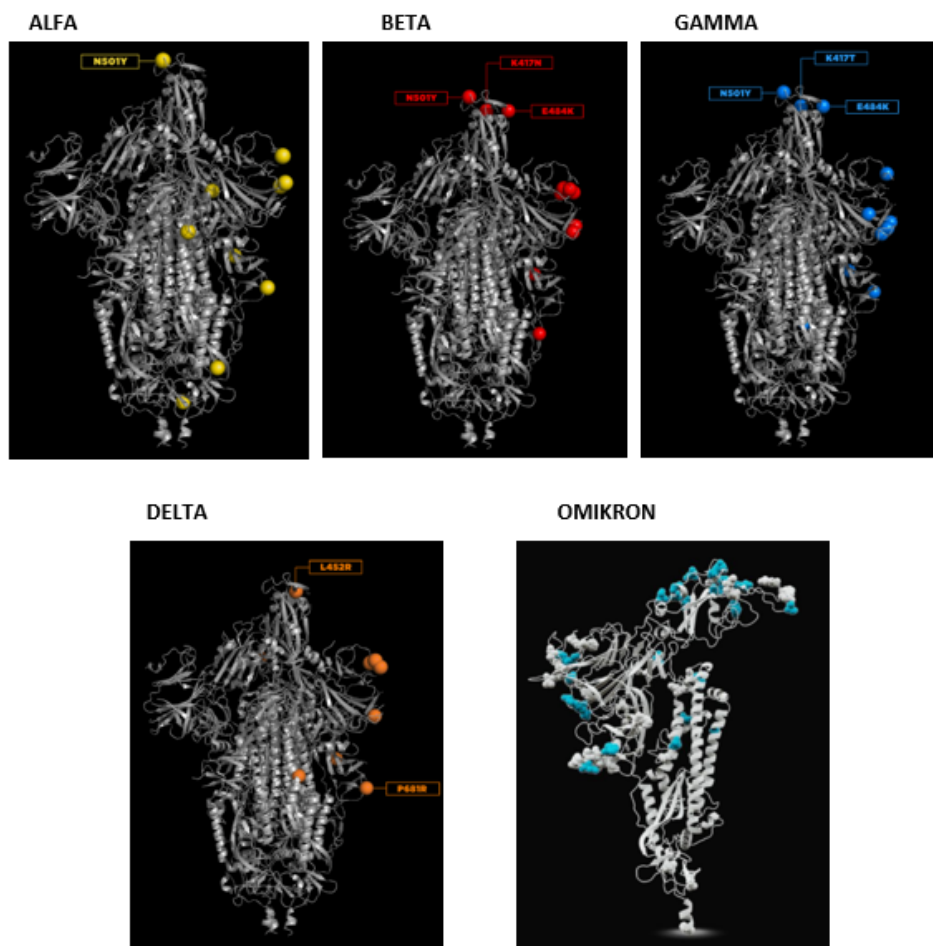 ALFA
BETA
GAMMA
N501Y
K417N
N501Y
E484K
K417T
N501Y
E484K
DELTA
OMIKRON
L452R
P681R